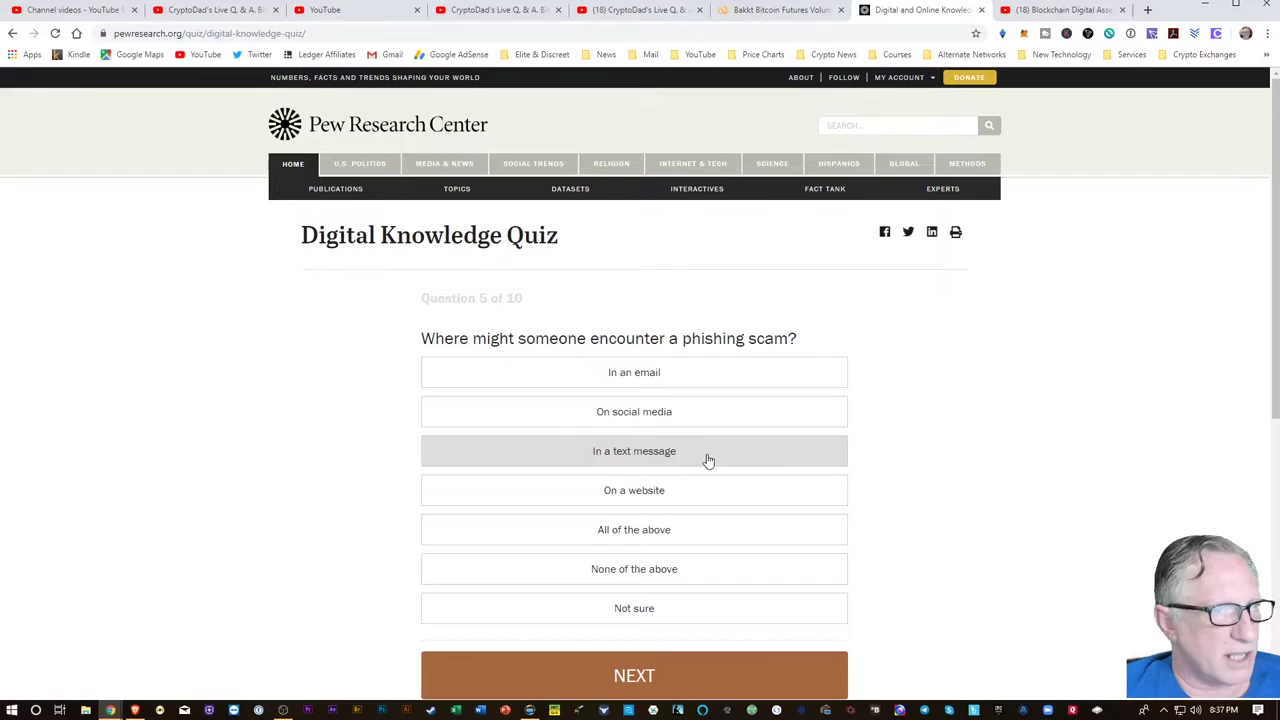 Channel videos - YouTube S
CryptoDad's Live Q. & A. Bi
YouTube
CryptoDad's Live Q. & A. Bi
(18) CryptoDad's Live Q. &
Bakkt Bitcoin Futures Volum
Digital and Online Knowled
(18) Blockchain Digital Asse
pewresearch.org/quiz/digital-knowledge-quiz/
Apps
Kindle
Google Maps
YouTube
Twitter
Ledger Affiliates
Gmail
Google AdSense
Elite & Discreet
News
Mail
YouTube
Price Charts
Crypto News
Courses
Alternate Networks
New Technology
Services
Crypto Exchanges
NUMBERS, FACTS AND TRENDS SHAPING YOUR WORLD
ABOUT
FOLLOW
MY ACCOUNT
DONATE
Pew Research Center
SEARCH...
HOME
U.S. POLITICS
MEDIA & NEWS
SOCIAL TRENDS
RELIGION
INTERNET & TECH
SCIENCE
HISPANICS
GLOBAL
METHODS
PUBLICATIONS
TOPICS
DATASETS
INTERACTIVES
FACT TANK
EXPERTS
Digital Knowledge Quiz
Question 5 of 10
Where might someone encounter a phishing scam?
In an email
On social media
In a text message
On a website
All of the above
None of the above
Not sure
NEXT
8:37 PM